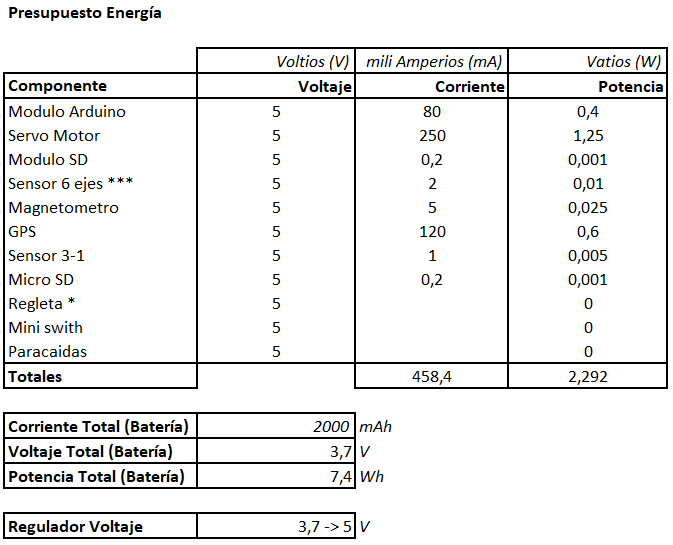 Presupuesto Energía
Voltios (V) mili Amperios (mA) Vatios (W)
Componente Voltaje Corriente Potencia
Modulo Arduino 5 80 0,4
Servo Motor 5 250 1,25
Modulo SD 5 0,2 0,001
Sensor 6 ejes *** 5 2 0,01
Magnetometro 5 5 0,025
GPS 5 120 0,6
Sensor 3-1 5 1 0,005
Micro SD 5 0,2 0,001
Regleta * 5 0
Mini swith 5 0
Paracaidas 5 0
Totales 458,4 2,292
Corriente Total (Batería) 2000 mAh
Voltaje Total (Batería) 3,7 V
Potencia Total (Batería) 7,4 Wh
Regulador Voltaje 3,7 -> 5 V